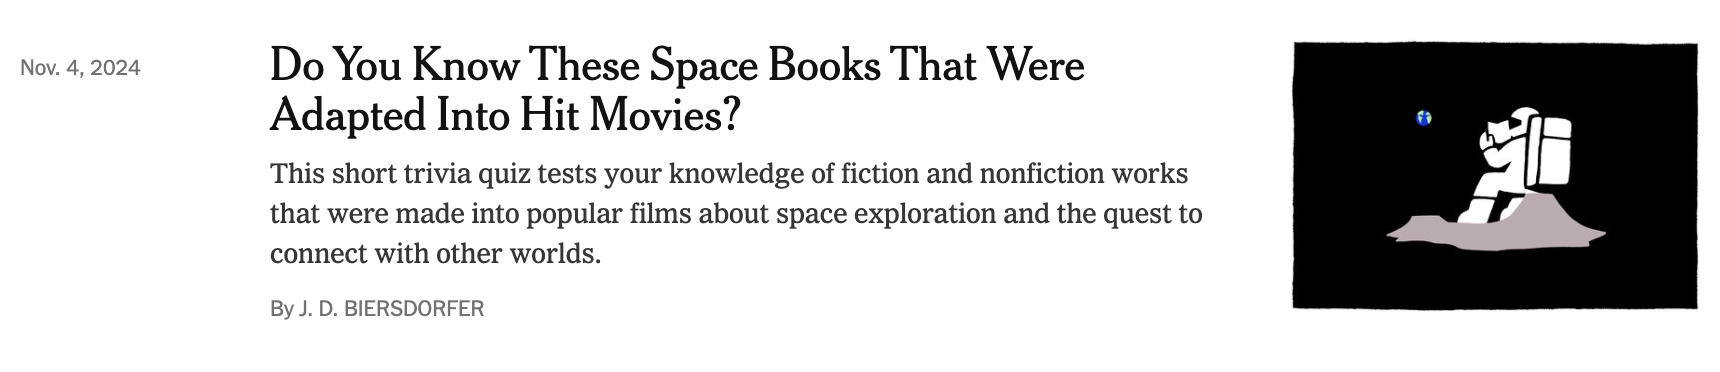 Nov. 4, 2024
Do You Know These Space Books That Were
Adapted Into Hit Movies?
This short trivia quiz tests your knowledge of fiction and nonfiction works
that were made into popular films about space exploration and the quest to
connect with other worlds.
By J. D. BIERSDORFER